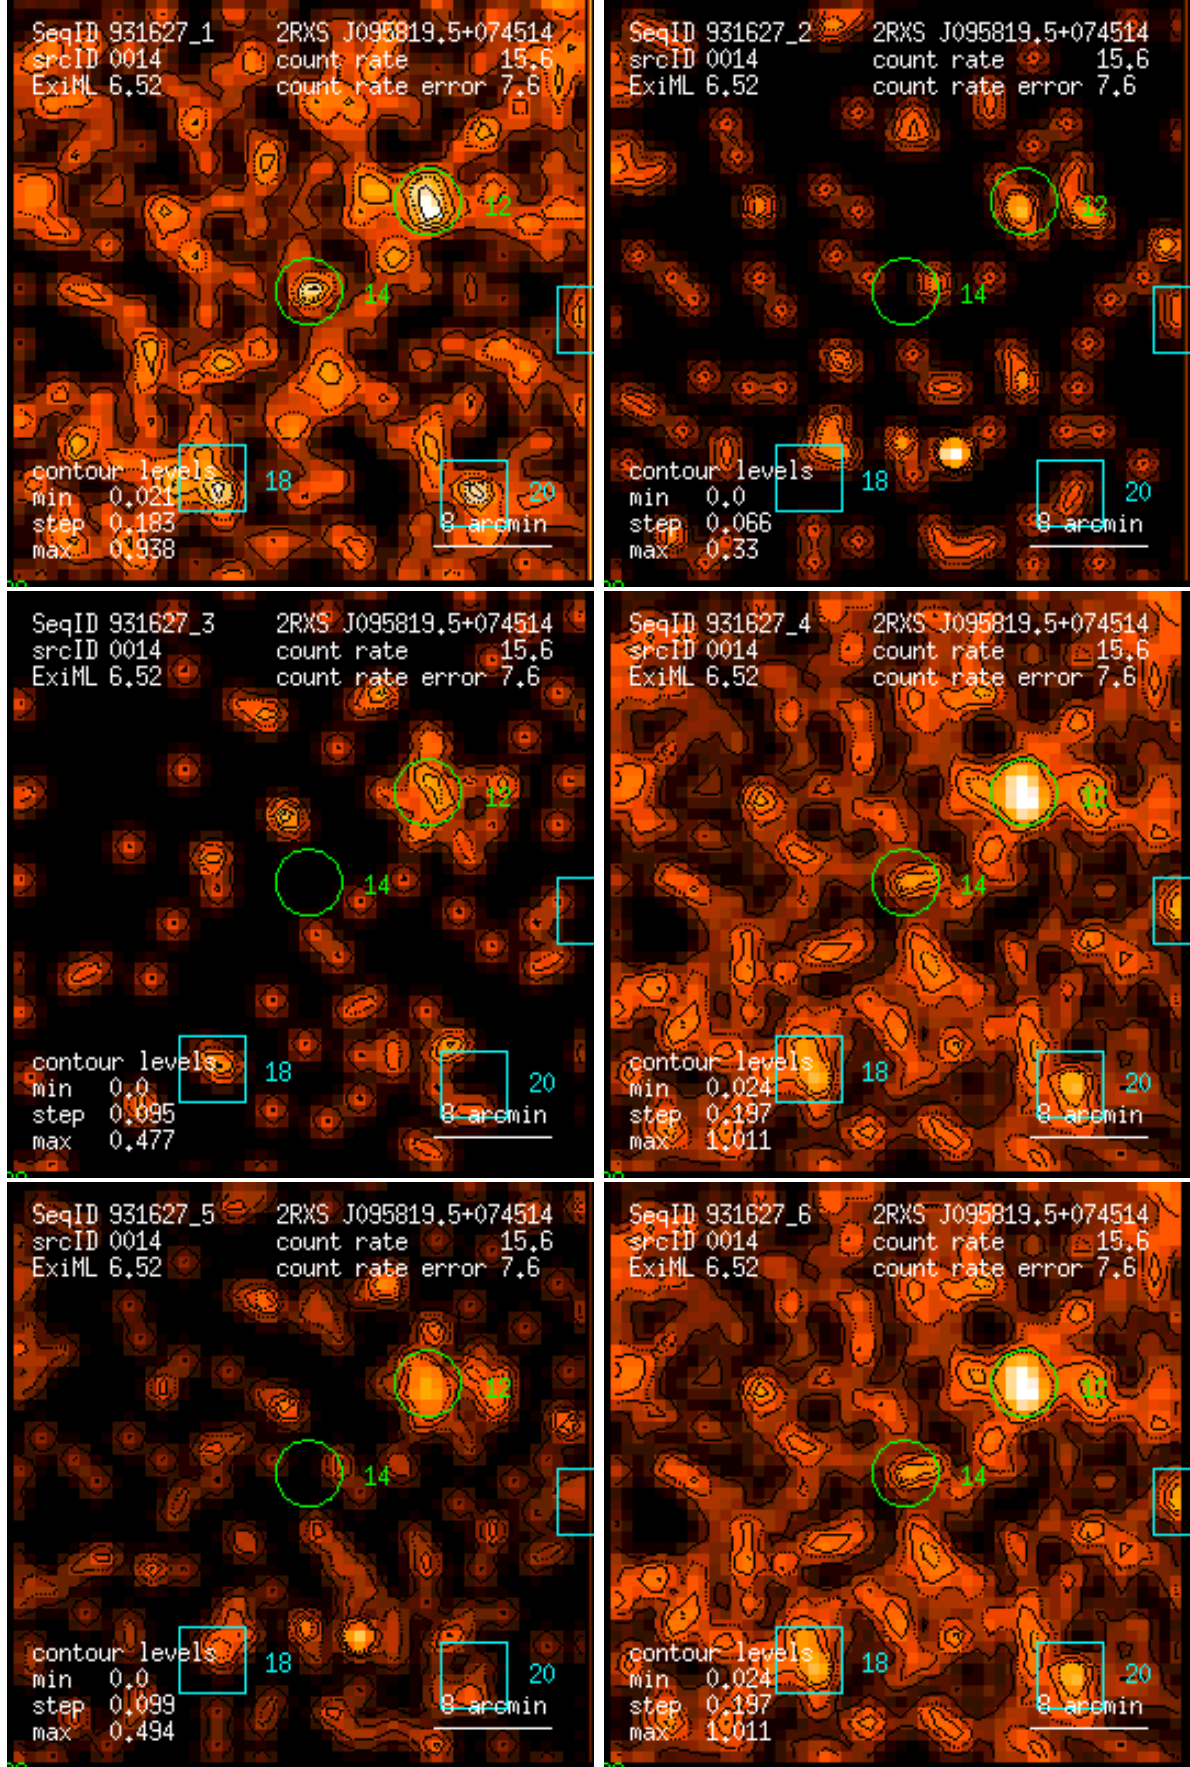 SeqID 931627_1 2RXS J095819.5+074514
srcID 0014 count rate 15.6
ExiML 6.52 count rate error 7.6
12
14
18
20
contour levels
min 0.021
step 0.183
max 0.938
8 arcmin
SeqID 931627_2 2RXS J095819.5+074514
srcID 0014 count rate 15.6
ExiML 6.52 count rate error 7.6
12
14
18
20
contour levels
min 0.0
step 0.066
max 0.33
8 arcmin
SeqID 931627_3 2RXS J095819.5+074514
srcID 0014 count rate 15.6
ExiML 6.52 count rate error 7.6
12
14
18
20
contour levels
min 0.0
step 0.095
max 0.477
8 arcmin
SeqID 931627_4 2RXS J095819.5+074514
srcID 0014 count rate 15.6
ExiML 6.52 count rate error 7.6
12
14
18
20
contour levels
min 0.024
step 0.197
max 1.011
8 arcmin
SeqID 931627_5 2RXS J095819.5+074514
srcID 0014 count rate 15.6
ExiML 6.52 count rate error 7.6
12
14
18
20
contour levels
min 0.0
step 0.099
max 0.494
8 arcmin
SeqID 931627_6 2RXS J095819.5+074514
srcID 0014 count rate 15.6
ExiML 6.52 count rate error 7.6
12
14
18
20
contour levels
min 0.024
step 0.197
max 1.011
8 arcmin